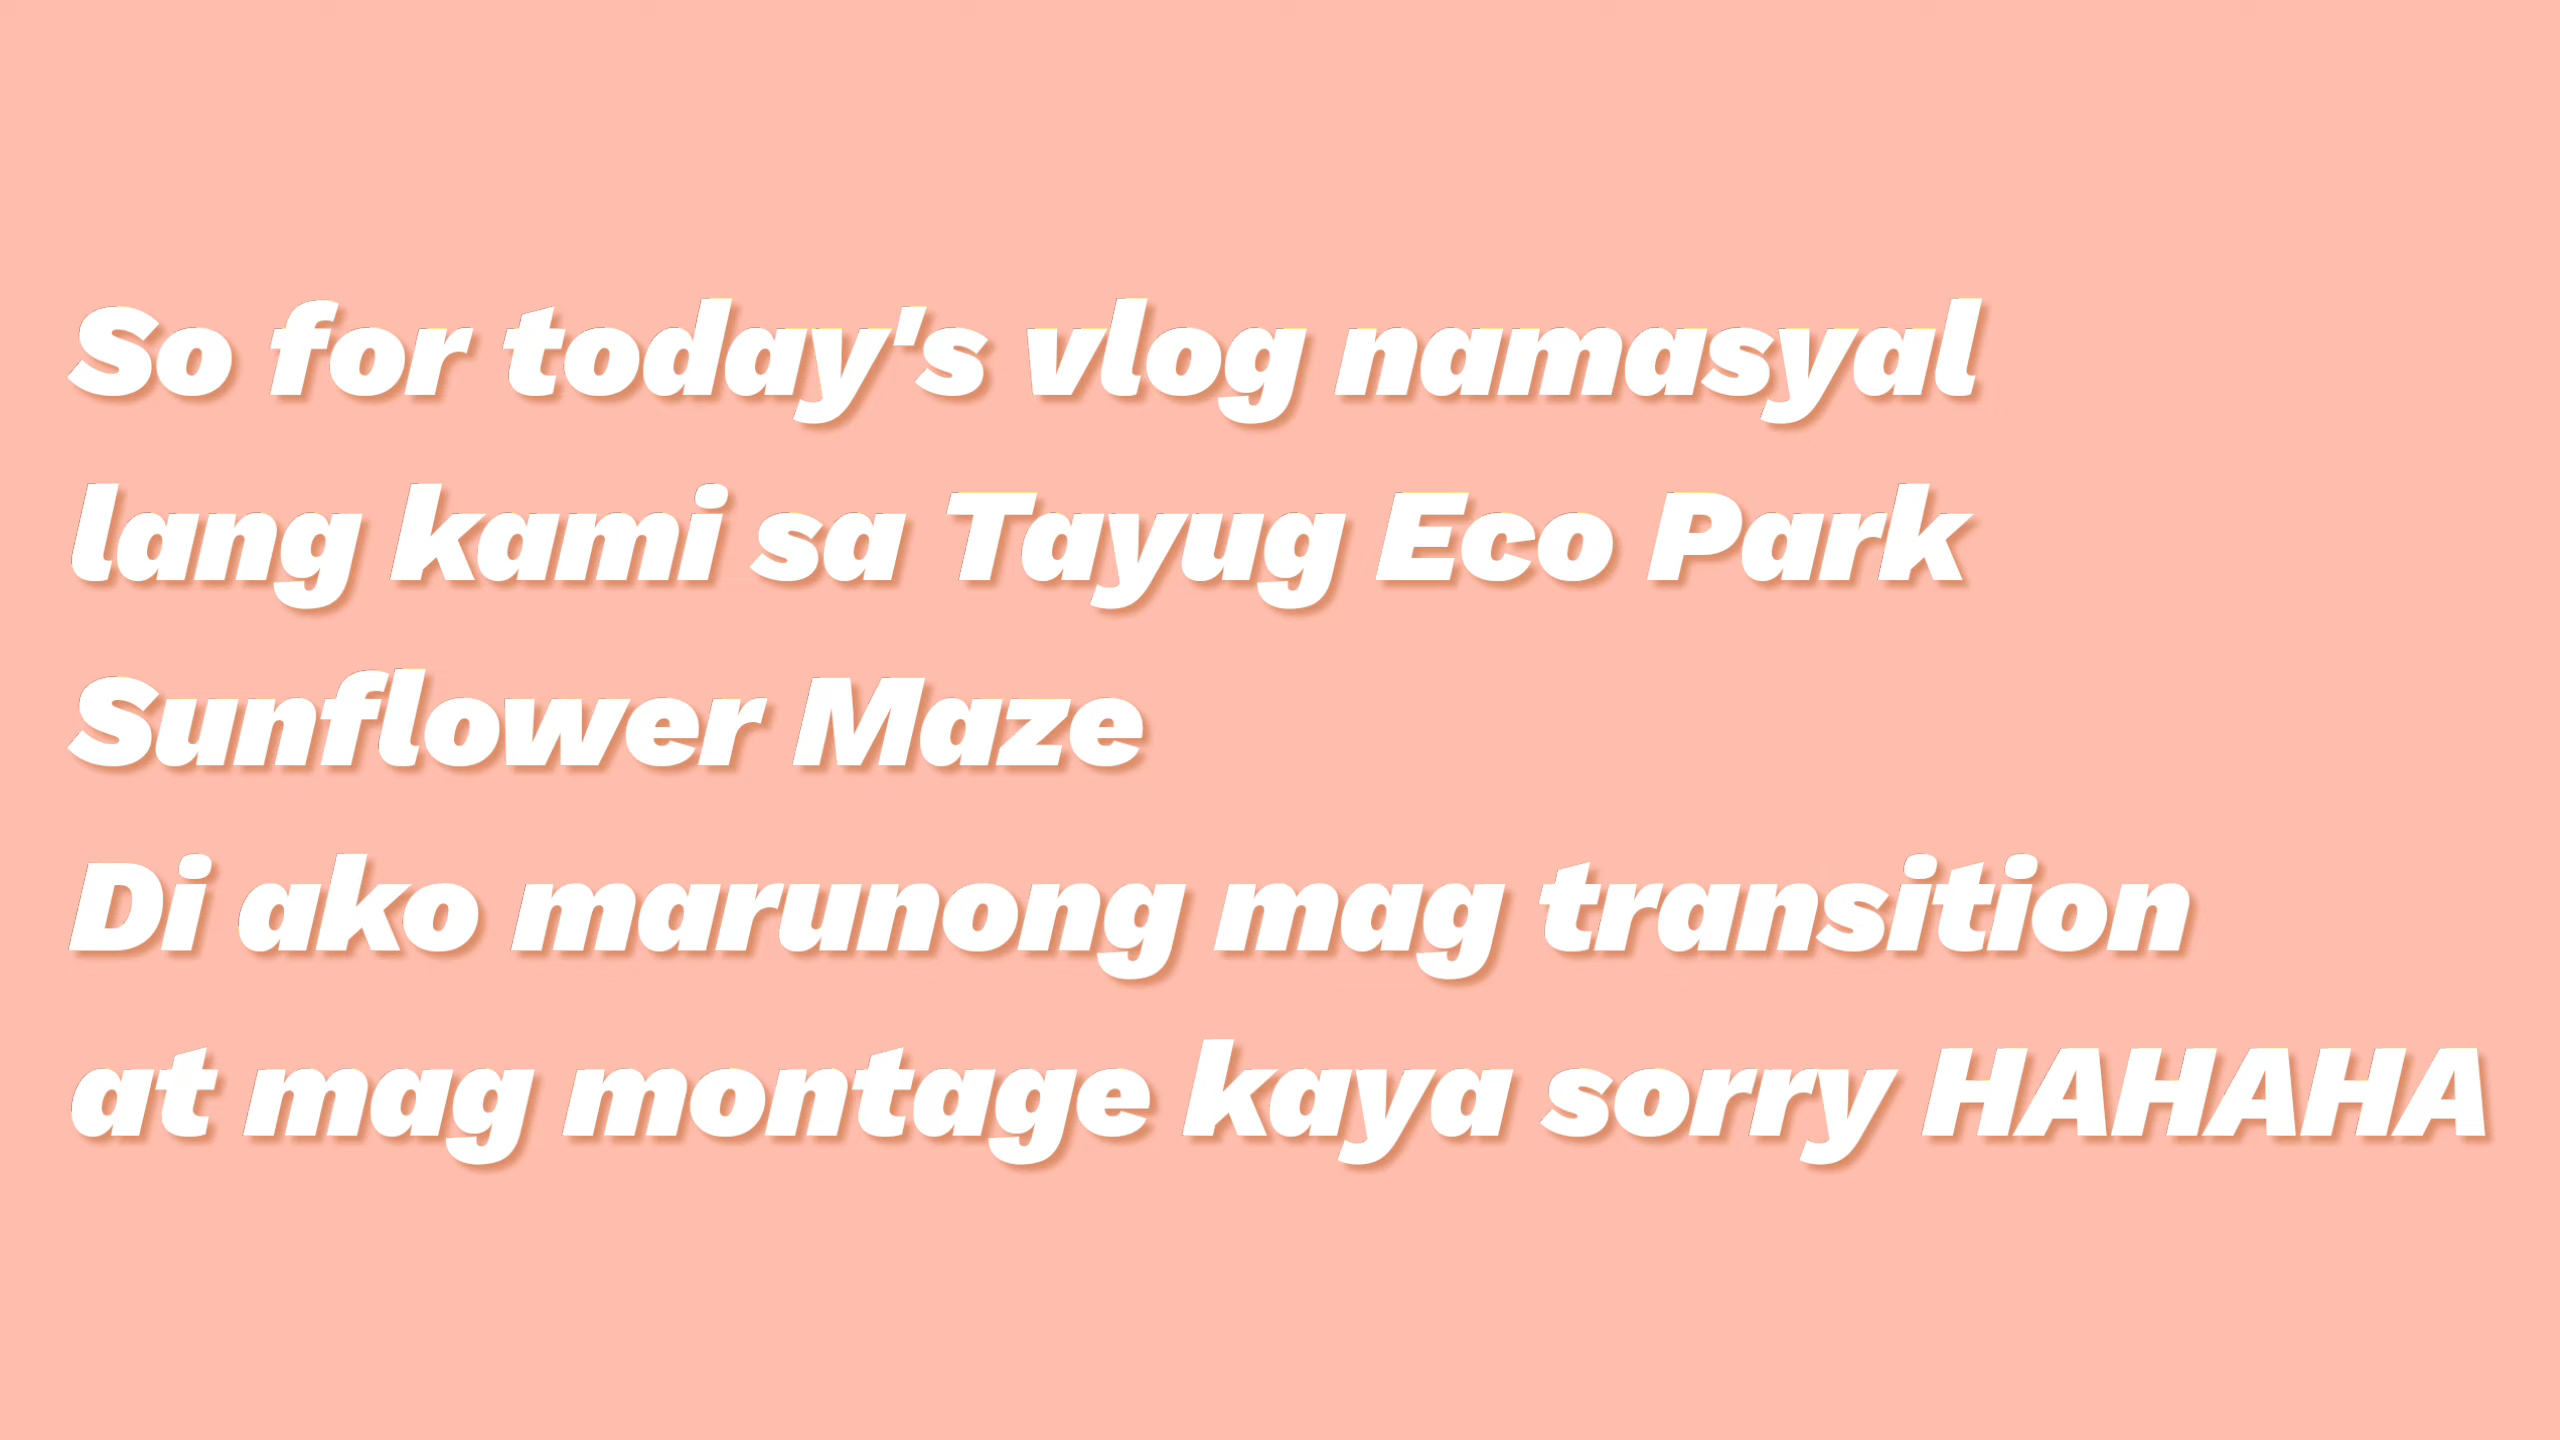 So for today's vlog namasyal
lang kami sa Tayug Eco Park
Sunflower Maze
Di ako marunong mag transition
at mag montage kaya sorry HAHAHA